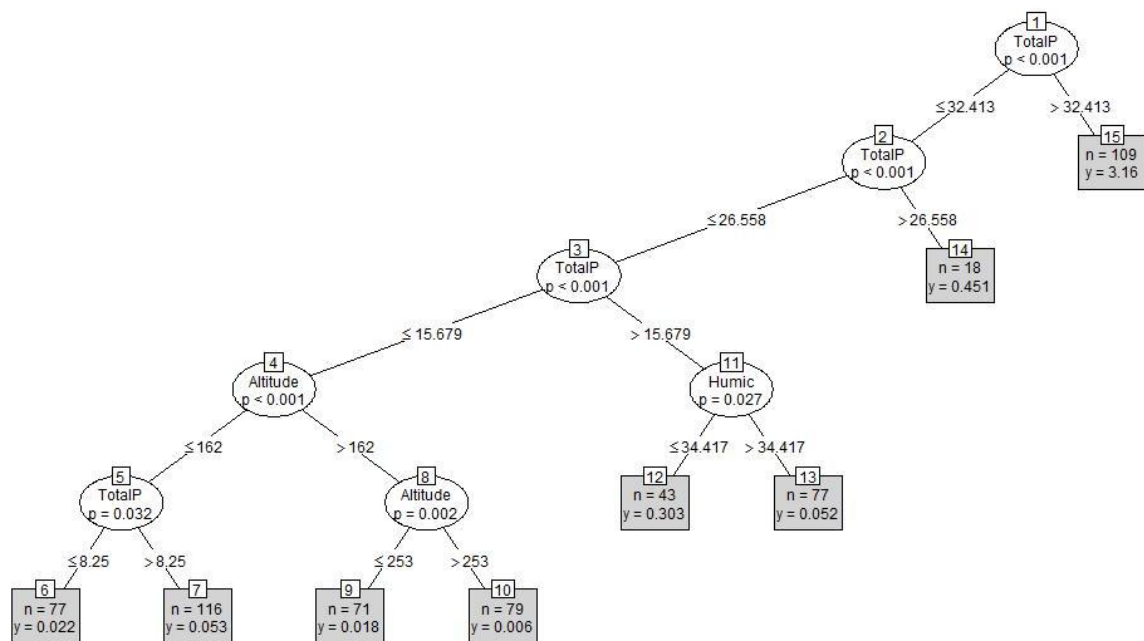 1
TotalP
p < 0.001
≤ 32.413
> 32.413
2
TotalP
p < 0.001
15
n = 109
y = 3.16
≤ 26.558
> 26.558
3
TotalP
p < 0.001
14
n = 18
y = 0.451
≤ 15.679
> 15.679
4
Altitude
p < 0.001
11
Humic
p = 0.027
≤ 162
> 162
≤ 34.417
> 34.417
5
TotalP
p = 0.032
8
Altitude
p = 0.002
12
n = 43
y = 0.303
13
n = 77
y = 0.052
≤ 8.25
> 8.25
≤ 253
> 253
6
n = 77
y = 0.022
7
n = 116
y = 0.053
9
n = 71
y = 0.018
10
n = 79
y = 0.006